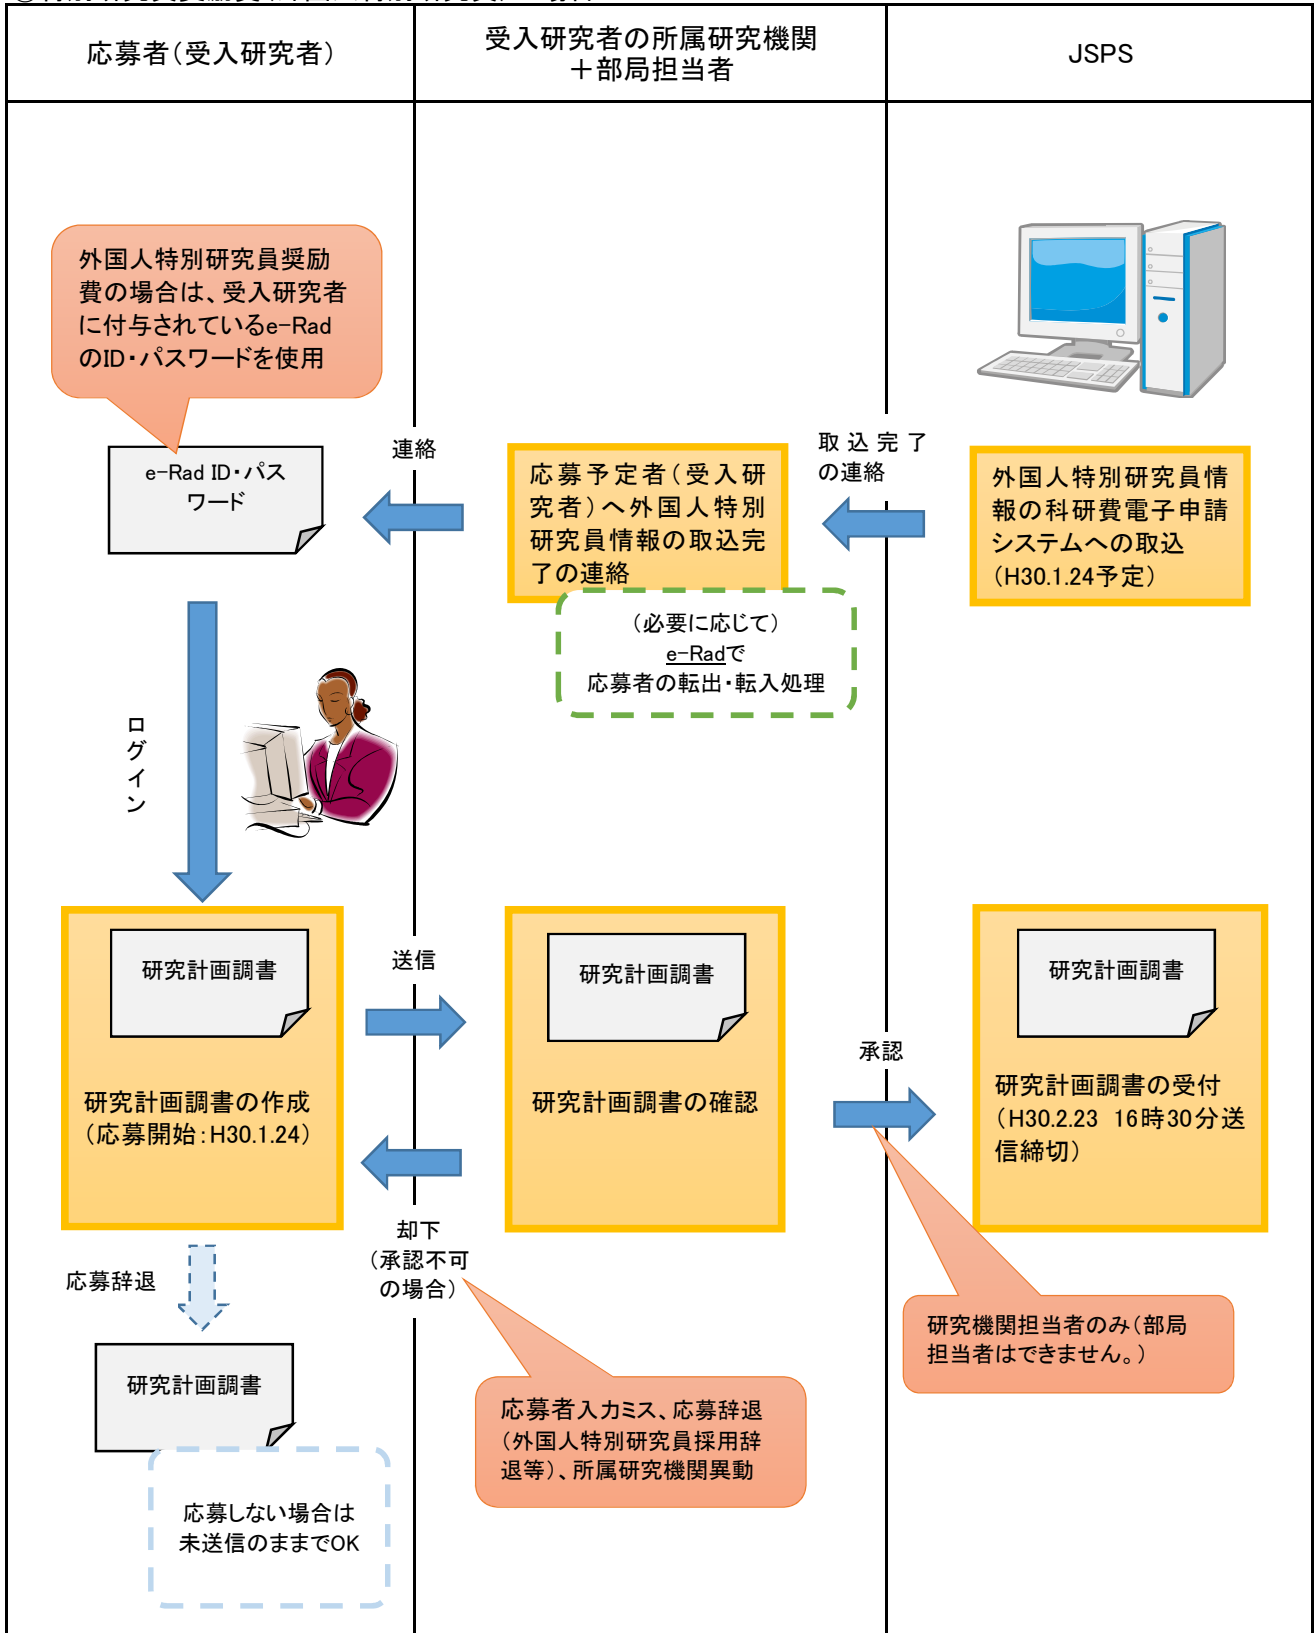 応募者（受入研究者）
受入研究者の所属研究機関
＋部局担当者
JSPS
外国人特別研究員奨励
費の場合は、受入研究者
に付与されているe-Rad
のID・パスワードを使用
e-Rad ID・パス
ワード
連絡
応募予定者（受入研
究者）へ外国人特別
研究員情報の取込完
了の連絡
取込完了
の連絡
外国人特別研究員情
報の科研費電子申請
システムへの取込
（H30.1.24予定）
（必要に応じて）
e-Radで
応募者の転出・転入処理
ログイン
研究計画調書
研究計画調書の作成
（応募開始：H30.1.24）
送信
研究計画調書
研究計画調書の確認
承認
研究計画調書
研究計画調書の受付
（H30.2.23 16時30分送
信締切）
却下
（承認不可
の場合）
応募辞退
研究計画調書
応募しない場合は
未送信のままでOK
応募者入力ミス、応募辞退
（外国人特別研究員採用辞
退等）、所属研究機関異動
研究機関担当者のみ（部局
担当者はできません。）